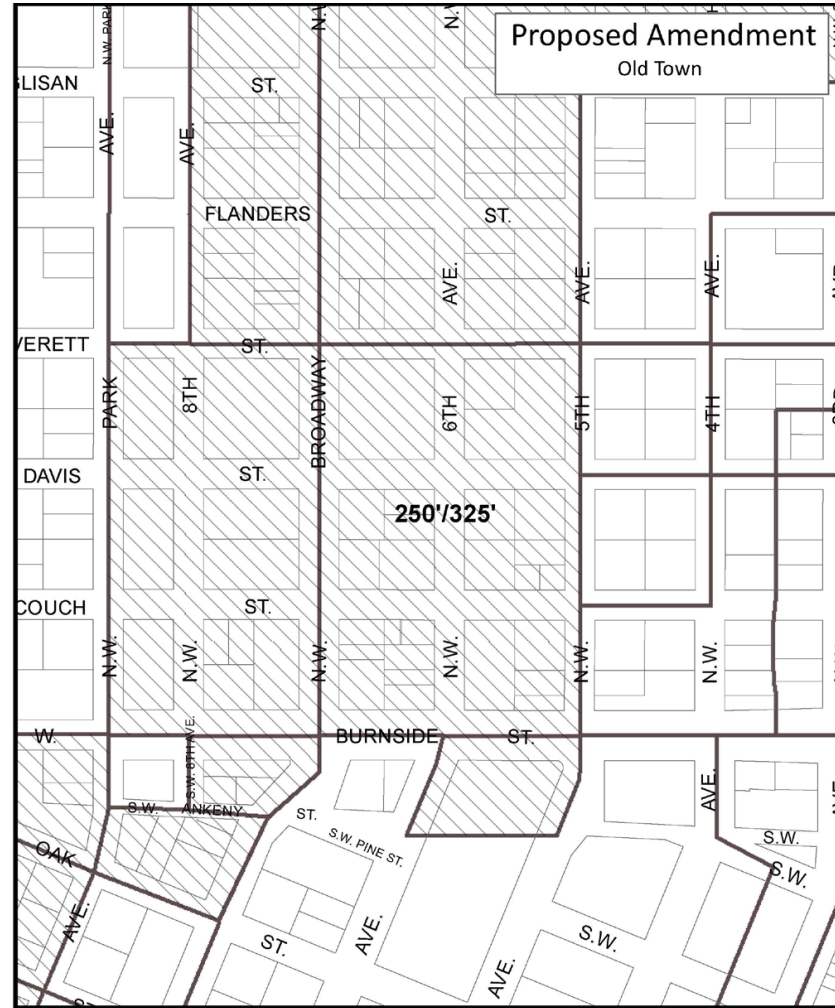 Proposed Amendment
Old Town
N.W. PARK
AVE.
AVE.
GLISAN
ST.
FLANDERS
ST.
AVE.
AVE.
AVE.
VERETT
ST.
PARK
8TH
BROADWAY
6TH
5TH
4TH
DAVIS
ST.
250'/325'
COUCH
ST.
N.W.
N.W.
N.W.
N.W.
N.W.
N.W.
W.
BURNSIDE
ST.
S.W. 8TH AVE.
S.W.
ANKENY
ST.
S.W. PINE ST.
AVE.
S.W.
S.W.
OAK
AVE.
ST.
AVE.
AVE.
S.W.